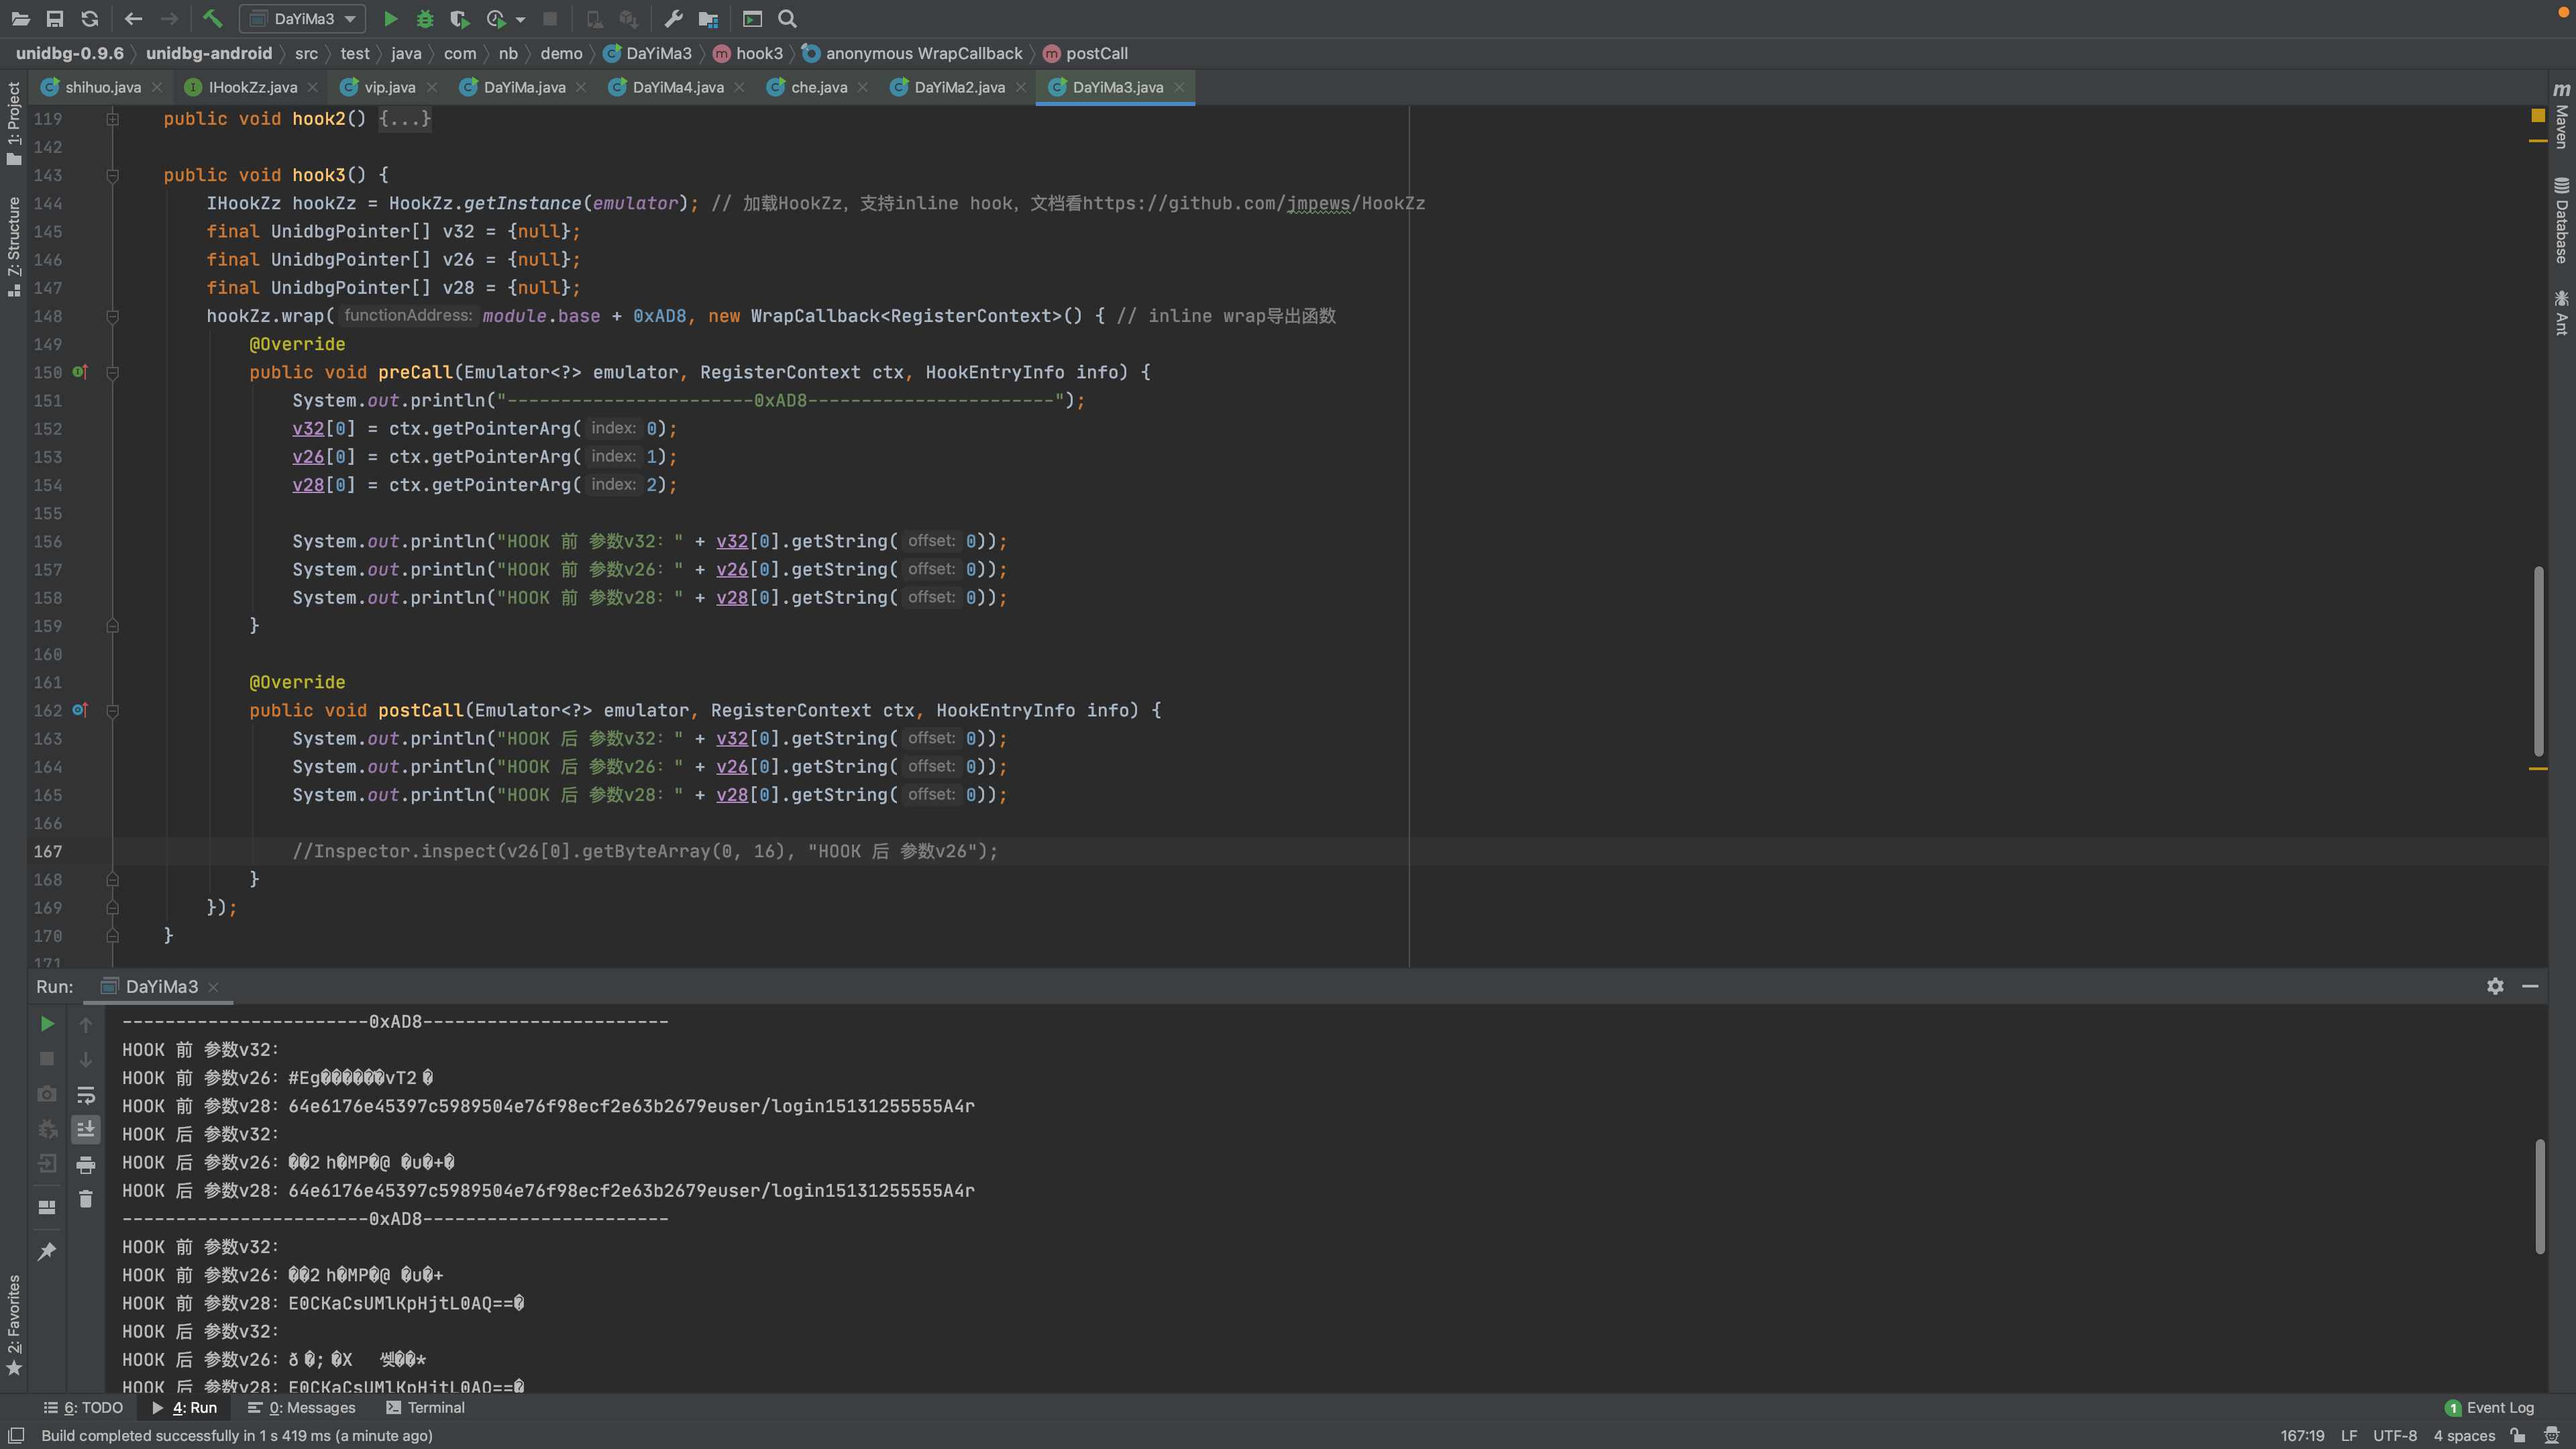 DaYiMa3
unidbg-0.9.6 unidbg-android src test java com nb demo DaYiMa3 hook3 anonymous WrapCallback postCall
shihuo.java IHookZz.java vip.java DaYiMa.java DaYiMa4.java che.java DaYiMa2.java DaYiMa3.java
1: Project
Z: Structure
2: Favorites
Maven
Database
Ant
119 public void hook2() {...}
142
143 public void hook3() {
144 IHookZz hookZz = HookZz.getInstance(emulator); // 加载HookZz，支持inline hook，文档看https://github.com/jmpews/HookZz
145 final UnidbgPointer[] v32 = {null};
146 final UnidbgPointer[] v26 = {null};
147 final UnidbgPointer[] v28 = {null};
148 hookZz.wrap( functionAddress: module.base + 0xAD8, new WrapCallback<RegisterContext>() { // inline wrap导出函数
149 @Override
150 public void preCall(Emulator<?> emulator, RegisterContext ctx, HookEntryInfo info) {
151 System.out.println("-----------------------0xAD8-----------------------");
152 v32[0] = ctx.getPointerArg( index: 0);
153 v26[0] = ctx.getPointerArg( index: 1);
154 v28[0] = ctx.getPointerArg( index: 2);
155
156 System.out.println("HOOK 前 参数v32：" + v32[0].getString( offset: 0));
157 System.out.println("HOOK 前 参数v26：" + v26[0].getString( offset: 0));
158 System.out.println("HOOK 前 参数v28：" + v28[0].getString( offset: 0));
159 }
160
161 @Override
162 public void postCall(Emulator<?> emulator, RegisterContext ctx, HookEntryInfo info) {
163 System.out.println("HOOK 后 参数v32：" + v32[0].getString( offset: 0));
164 System.out.println("HOOK 后 参数v26：" + v26[0].getString( offset: 0));
165 System.out.println("HOOK 后 参数v28：" + v28[0].getString( offset: 0));
166
167 //Inspector.inspect(v26[0].getByteArray(0, 16), "HOOK 后 参数v26");
168 }
169 });
170 }
171
Run: DaYiMa3
-----------------------0xAD8-----------------------
HOOK 前 参数v32：
HOOK 前 参数v26：#Eg������vT2�
HOOK 前 参数v28：64e6176e45397c5989504e76f98ecf2e63b2679euser/login15131255555A4r
HOOK 后 参数v32：
HOOK 后 参数v26：��2h�MP�@ �u�+�
HOOK 后 参数v28：64e6176e45397c5989504e76f98ecf2e63b2679euser/login15131255555A4r
-----------------------0xAD8-----------------------
HOOK 前 参数v32：
HOOK 前 参数v26：��2h�MP�@ �u�+
HOOK 前 参数v28：E0CKaCsUMlKpHjtL0AQ==�
HOOK 后 参数v32：
HOOK 后 参数v26：ð�;�X ��*
HOOK 后 参数v28：E0CKaCsUMlKpHjtL0AQ==�
6: TODO 4: Run 0: Messages Terminal 1 Event Log
Build completed successfully in 1 s 419 ms (a minute ago) 167:19 LF UTF-8 4 spaces